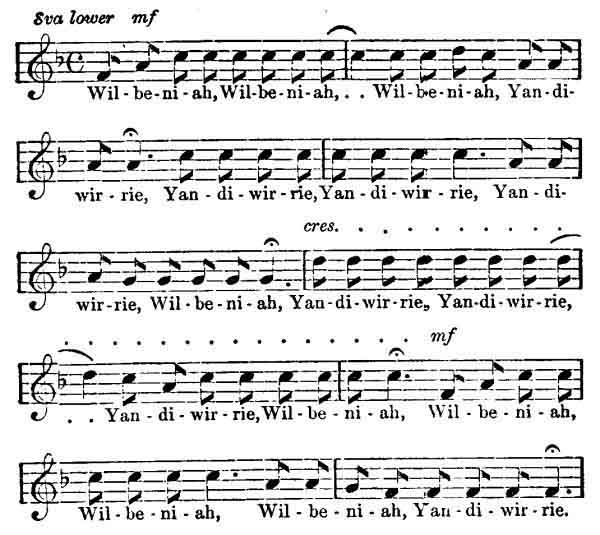 8va lower mf
Wil-be-ni-ah, Wil-be-ni-ah, . . Wil-be-ni-ah, Yan-di-
wir-rie, Yan-di-wir-rie, Yan-di-wir-rie, Yan-di-
cres. . . . . . . . . .
wir-rie, Wil-be-ni-ah, Yan-di-wir-rie, Yan-di-wir-rie,
. . . . . . . . . . . . . . . mf
. . Yan-di-wir-rie, Wil-be-ni-ah, Wil-be-ni-ah,
Wil-be-ni-ah, Wil-be-ni-ah, Yan-di-wir-rie.